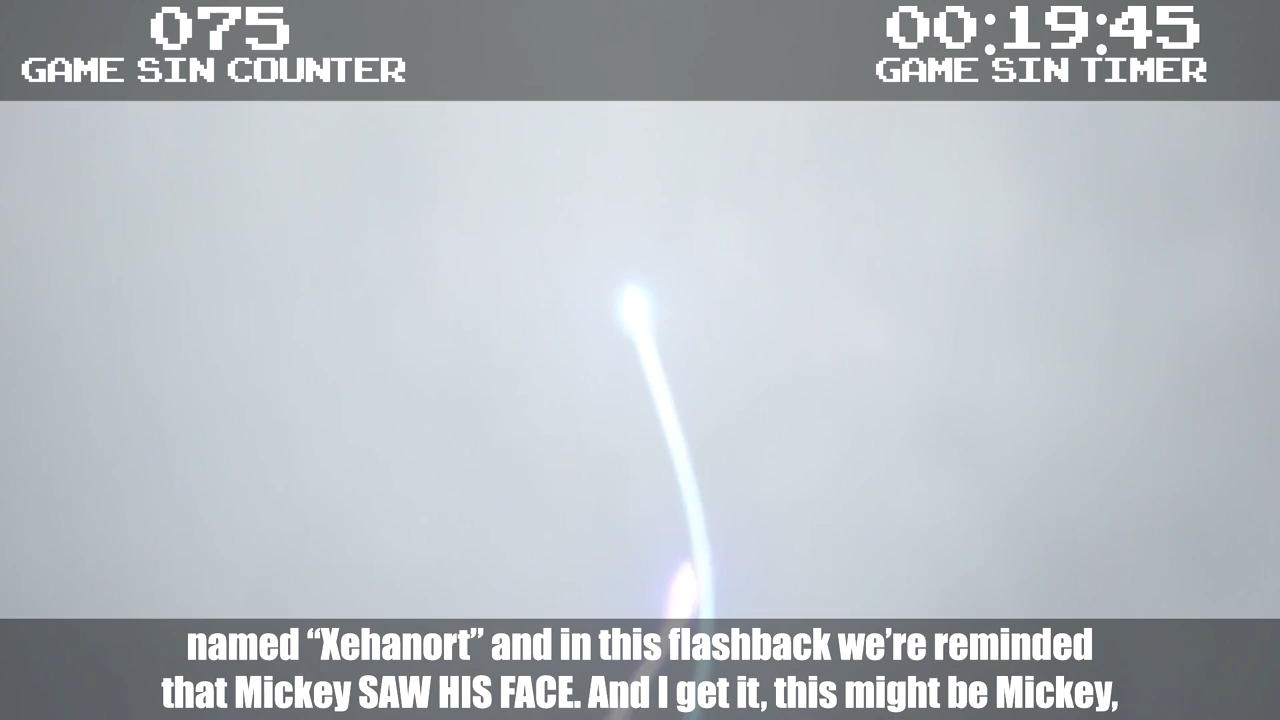 075
GAME SIN COUNTER
00:19:45
GAME SIN TIMER
named “Xehanort” and in this flashback we’re reminded
that Mickey SAW HIS FACE. And I get it, this might be Mickey,